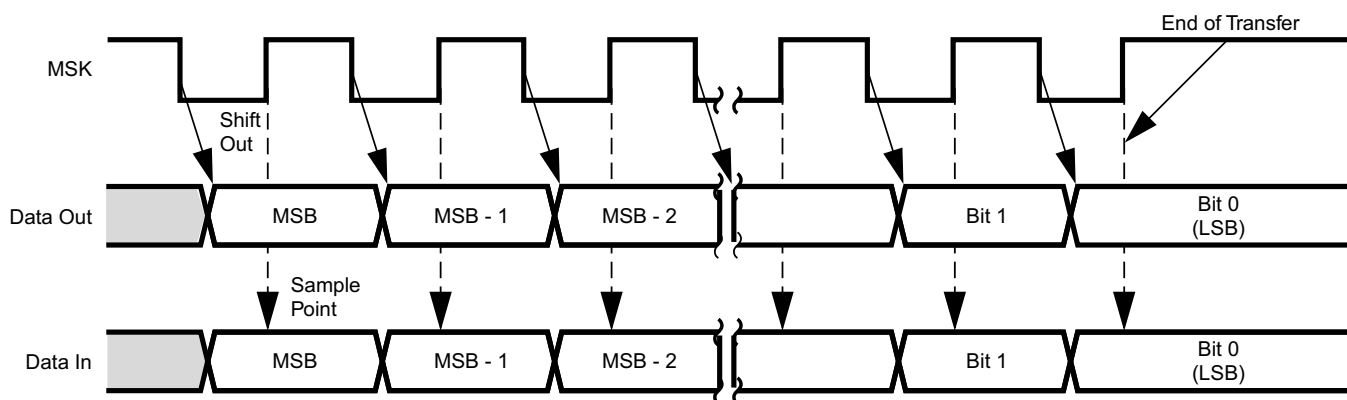 End of Transfer
MSK
Shift
Out
Data Out
MSB
MSB - 1
MSB - 2
Bit 1
Bit 0
(LSB)
Sample
Point
Data In
MSB
MSB - 1
MSB - 2
Bit 1
Bit 0
(LSB)